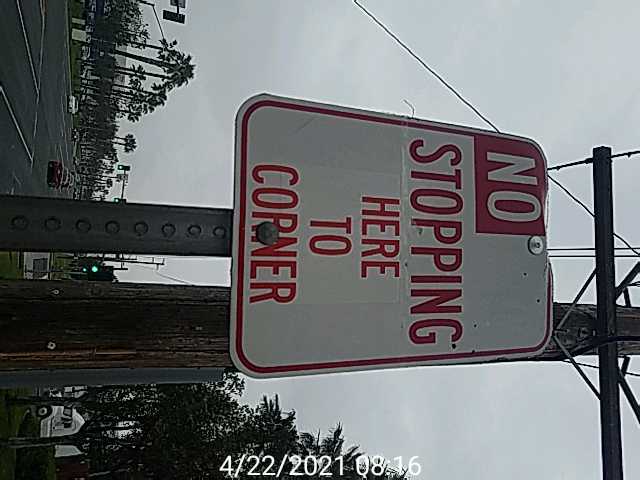 NO
STOPPING
HERE
TO
CORNER
4/22/2021 08:16